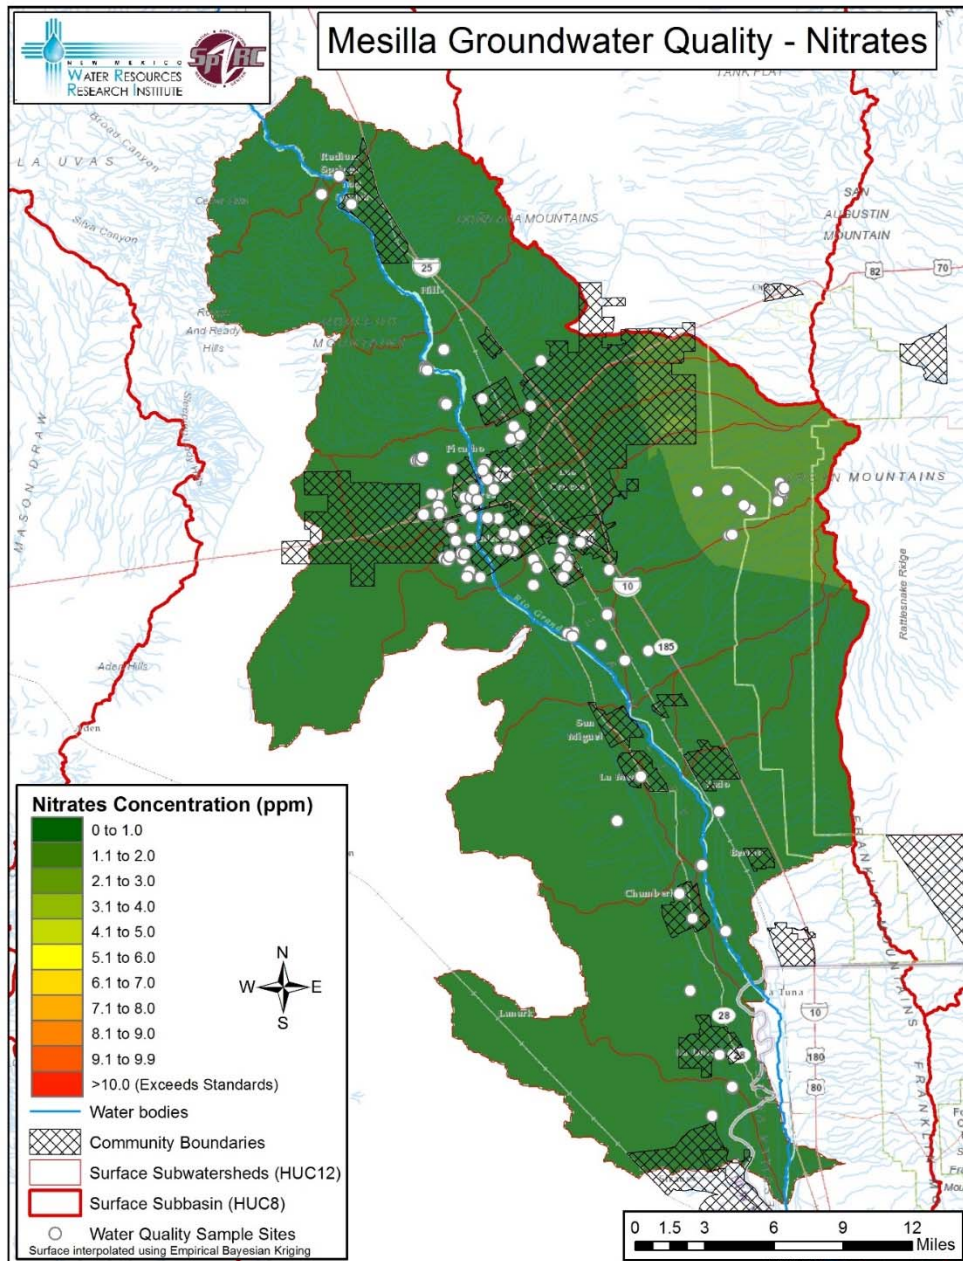 Mesilla Groundwater Quality - Nitrates
NEW MEXICO
WATER RESOURCES
RESEARCH INSTITUTE
SpARC
Broad Canyon
LA UVAS
Silva Canyon
And Ready
Hills
MASON DRAW
Aden Hills
SAN
AUGUSTIN
MOUNTAIN
82
70
25
MOUNTAINS
MOUNTAINS
Rattlesnake Ridge
Rio Grande
10
185
San
Miguel
28
10
180
80
FRANKLIN MOUNTAINS
FRANKLIN
Nitrates Concentration (ppm)
0 to 1.0
1.1 to 2.0
2.1 to 3.0
3.1 to 4.0
4.1 to 5.0
5.1 to 6.0
6.1 to 7.0
7.1 to 8.0
8.1 to 9.0
9.1 to 9.9
>10.0 (Exceeds Standards)
Water bodies
Community Boundaries
Surface Subwatersheds (HUC12)
Surface Subbasin (HUC8)
Water Quality Sample Sites
Surface interpolated using Empirical Bayesian Kriging
N
W E
S
0 1.5 3 6 9 12
Miles